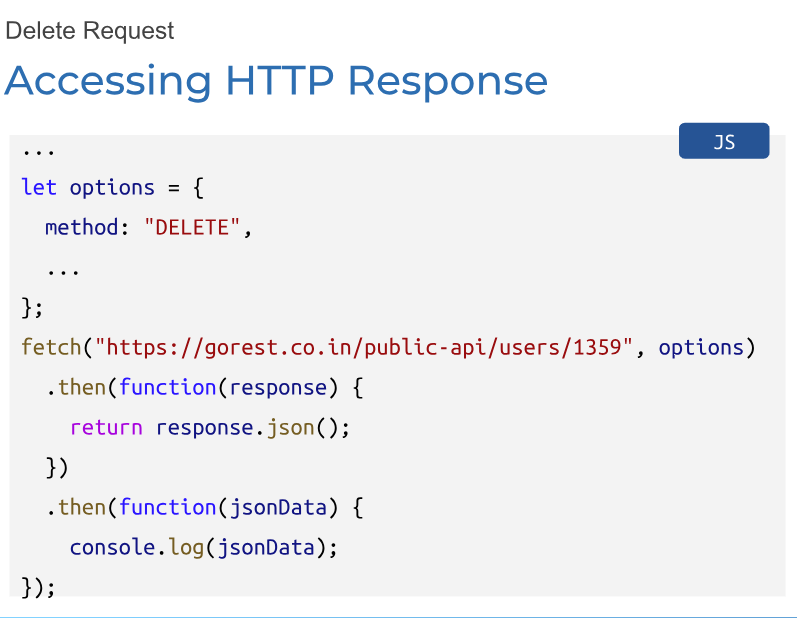 Delete Request
Accessing HTTP Response
JS
...
let options = {
  method: "DELETE",
  ...
};
fetch("https://gorest.co.in/public-api/users/1359", options)
  .then(function(response) {
    return response.json();
  })
  .then(function(jsonData) {
    console.log(jsonData);
});